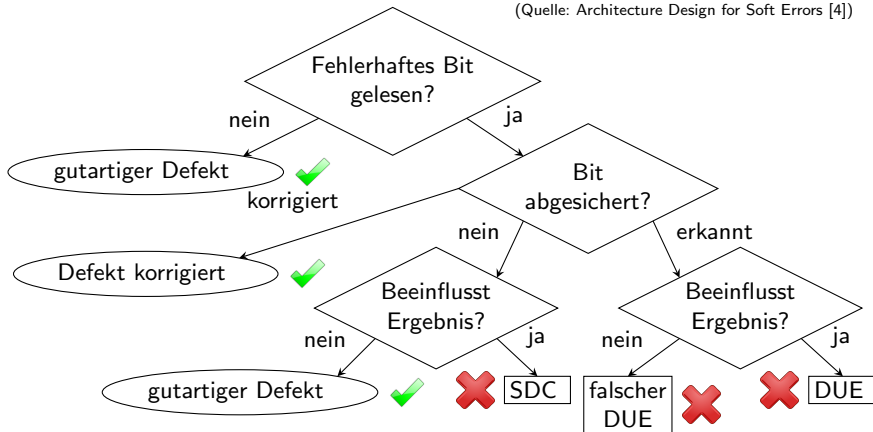 (Quelle: Architecture Design for Soft Errors [4])
Fehlerhaftes Bit
gelesen?
nein
ja
gutartiger Defekt
Bit
abgesichert?
korrigiert
nein
erkannt
Defekt korrigiert
Beeinflusst
Ergebnis?
Beeinflusst
Ergebnis?
nein
ja
nein
ja
gutartiger Defekt
SDC
falscher
DUE
DUE